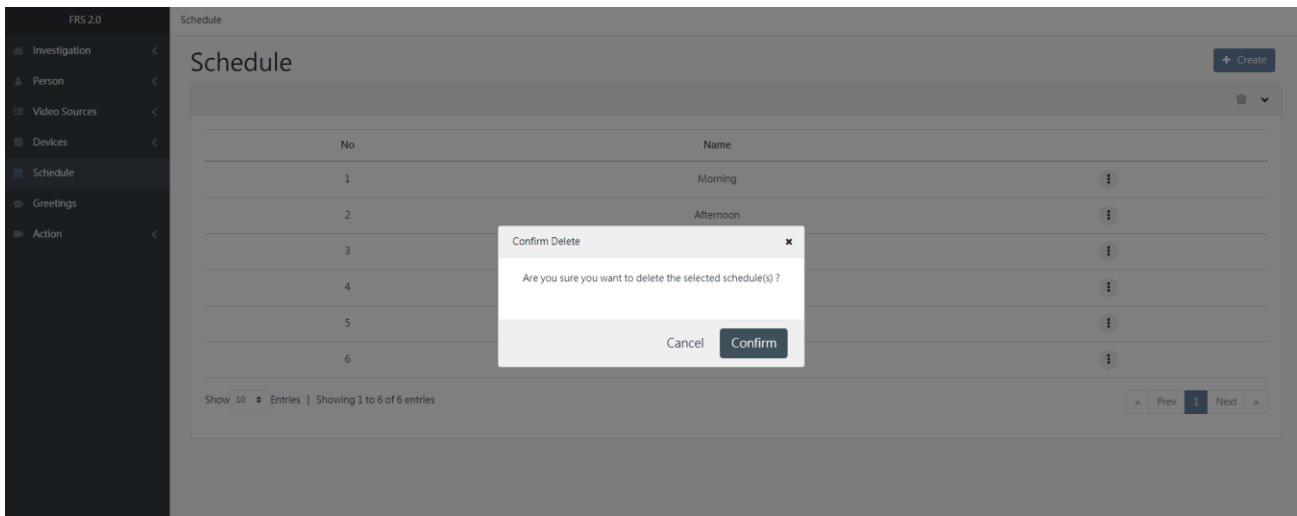 FRS 2.0
Schedule
Investigation
Person
Video Sources
Devices
Schedule
Greetings
Action
Schedule
+ Create
No Name
1 Morning
2 Afternoon
3
4
5
6
Confirm Delete
Are you sure you want to delete the selected schedule(s) ?
Cancel Confirm
Show 10 Entries | Showing 1 to 6 of 6 entries
« Prev 1 Next »